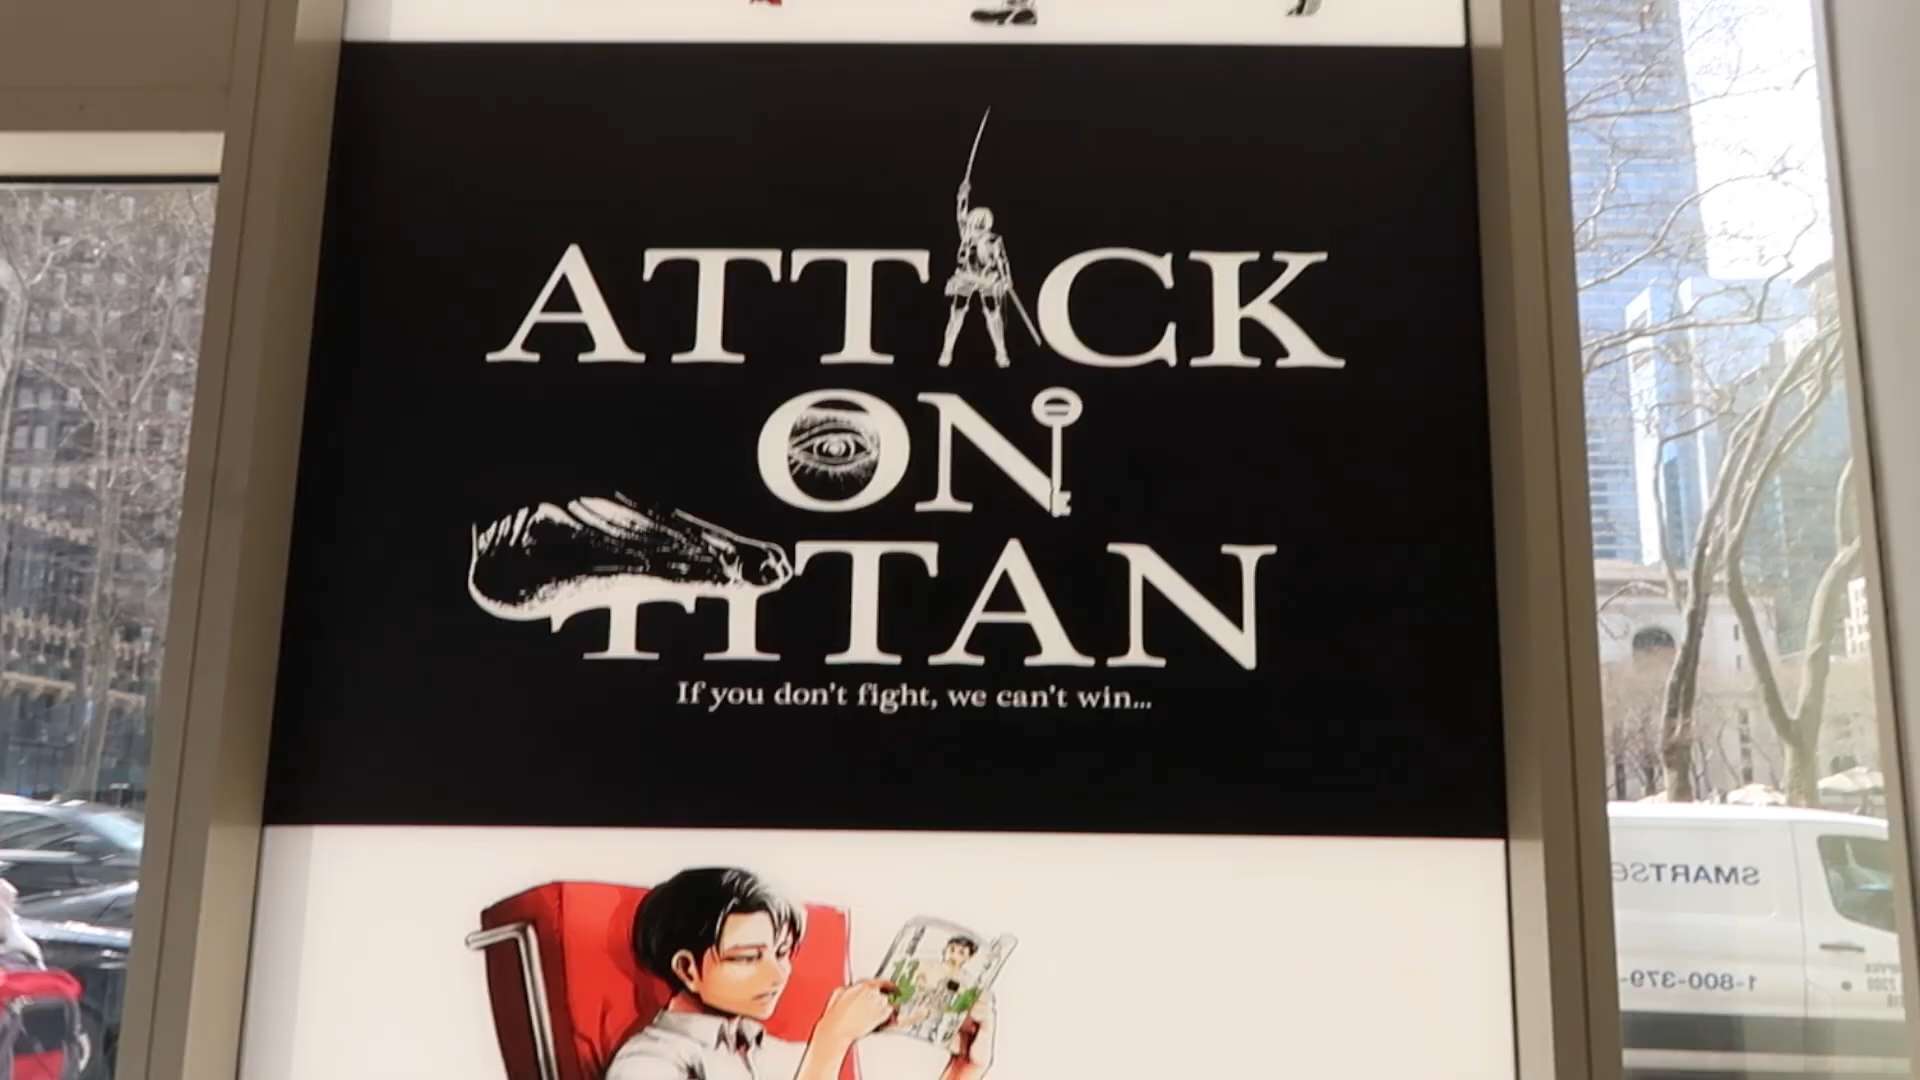 ATTACK
ON
TITAN
If you don't fight, we can't win...
SMARTSe
1-800-379-